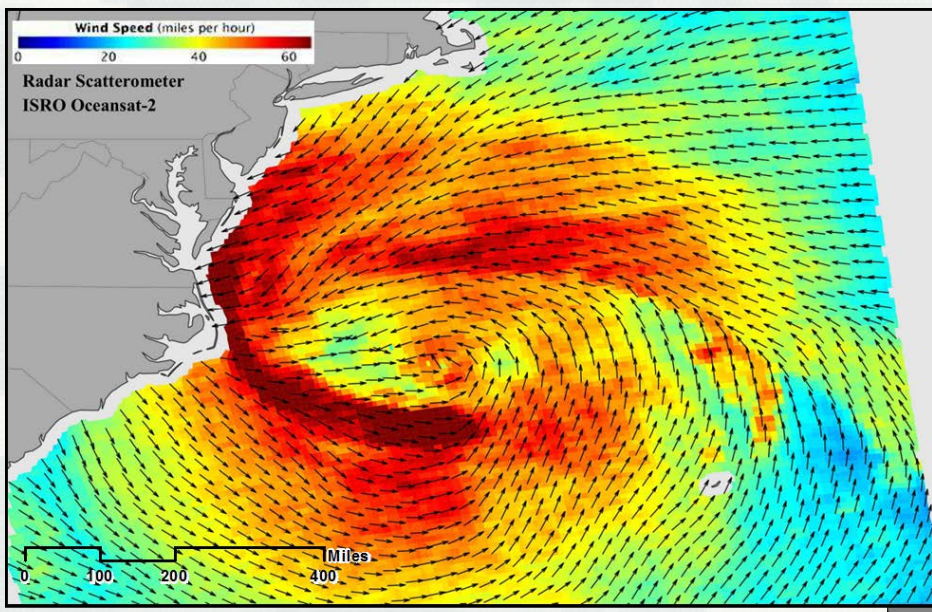 Wind Speed (miles per hour)
0 20 40 60
Radar Scatterometer
ISRO Oceansat-2
Miles
0 100 200 400